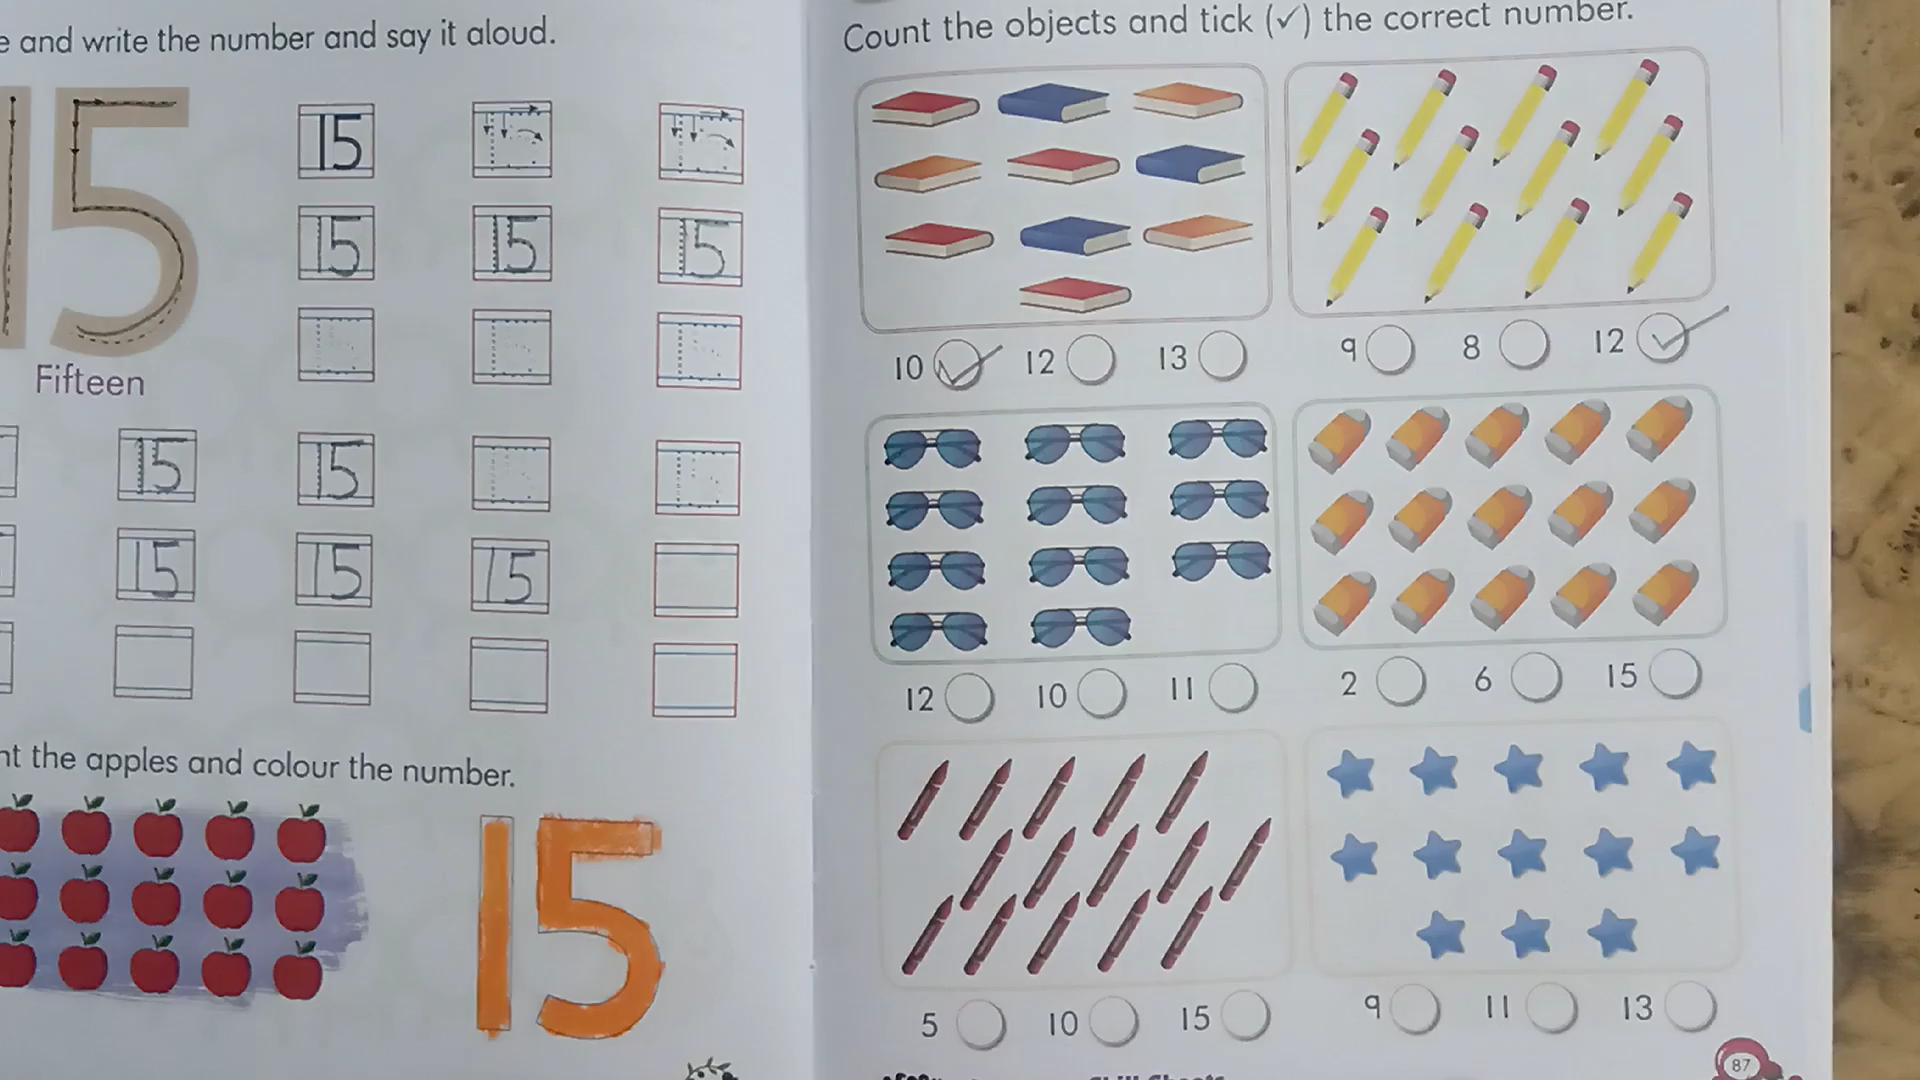 e and write the number and say it aloud.
15
15
15 15 15
Fifteen
15 15
15 15 15
nt the apples and colour the number.
15
Count the objects and tick (✓) the correct number.
10 ✓ 12 13
9 8 12 ✓
12 10 11
2 6 15
5 10 15
9 11 13
87